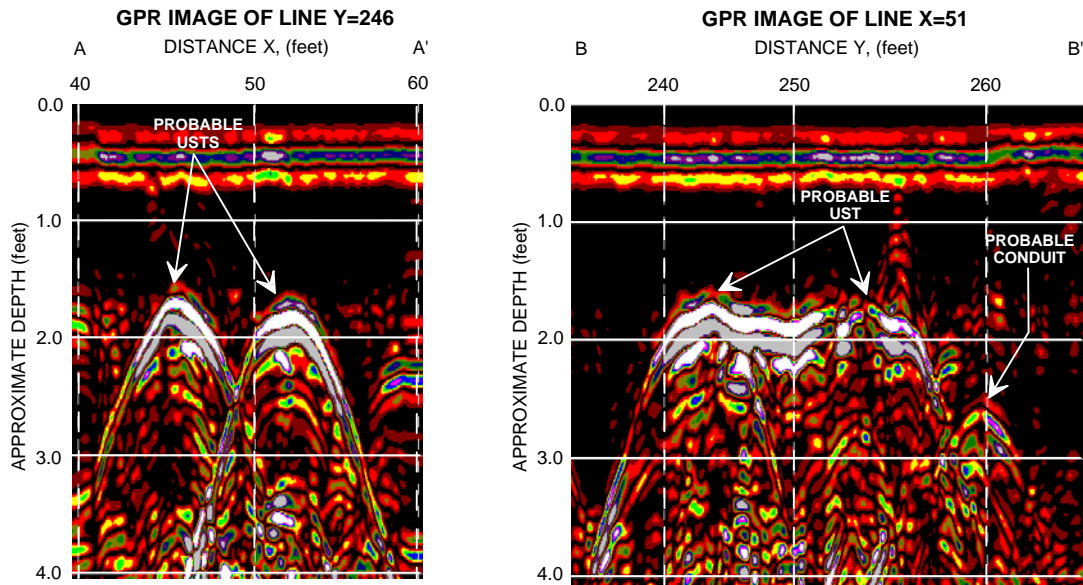 GPR IMAGE OF LINE Y=246
A DISTANCE X, (feet) A'
40 50 60
0.0
PROBABLE
USTS
1.0
2.0
3.0
4.0
APPROXIMATE DEPTH (feet)
GPR IMAGE OF LINE X=51
B DISTANCE Y, (feet) B'
240 250 260
0.0
1.0
PROBABLE
UST
PROBABLE
CONDUIT
2.0
3.0
4.0
APPROXIMATE DEPTH (feet)